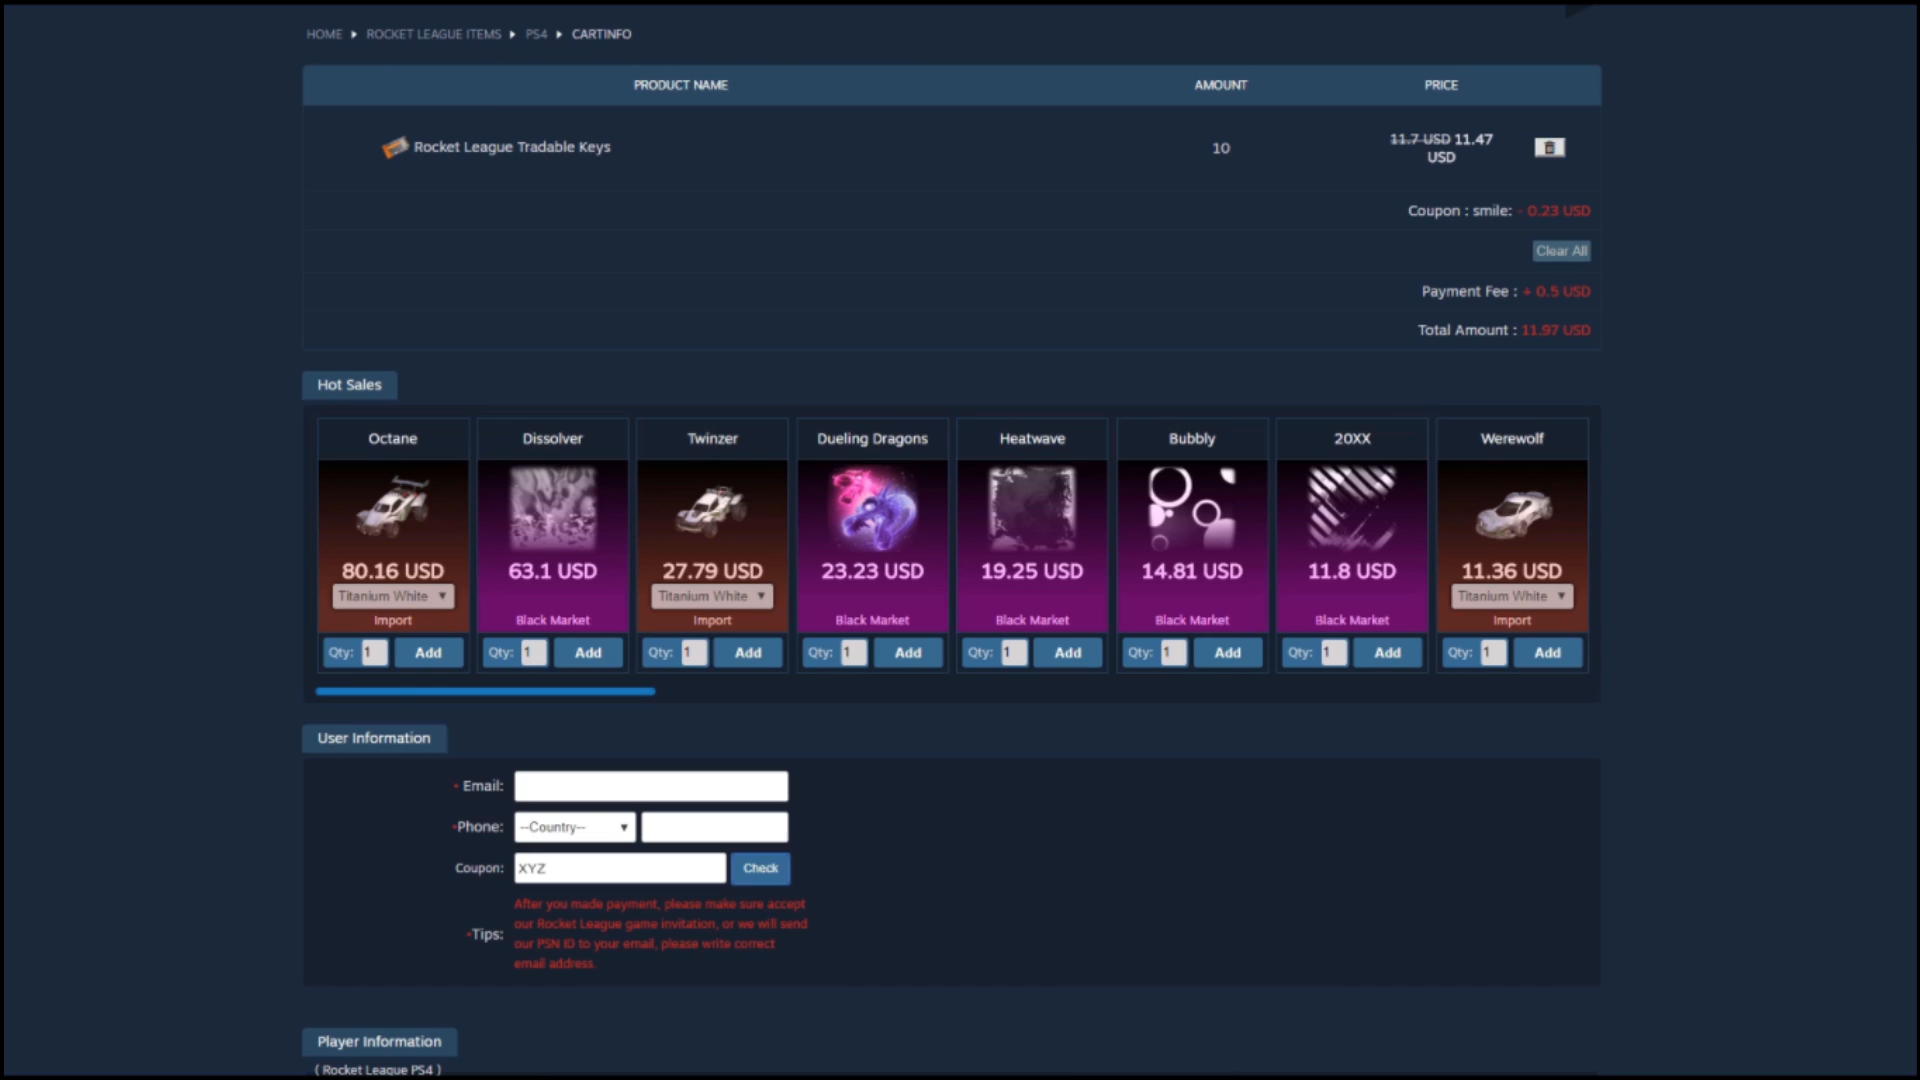 HOME ▸ ROCKET LEAGUE ITEMS ▸ PS4 ▸ CARTINFO
PRODUCT NAME AMOUNT PRICE
Rocket League Tradable Keys 10 11.7 USD 11.47 USD
Coupon : smile: - 0.23 USD
Clear All
Payment Fee : + 0.5 USD
Total Amount : 11.97 USD
Hot Sales
Octane Dissolver Twinzer Dueling Dragons Heatwave Bubbly 20XX Werewolf
80.16 USD 63.1 USD 27.79 USD 23.23 USD 19.25 USD 14.81 USD 11.8 USD 11.36 USD
Titanium White ▼ Titanium White ▼ Titanium White ▼
Import Black Market Import Black Market Black Market Black Market Black Market Import
Qty: 1 Add Qty: 1 Add Qty: 1 Add Qty: 1 Add Qty: 1 Add Qty: 1 Add Qty: 1 Add Qty: 1 Add
User Information
* Email:
*Phone: --Country-- ▼
Coupon: XYZ Check
*Tips: After you made payment, please make sure accept
our Rocket League game invitation, or we will send
our PSN ID to your email, please write correct
email address.
Player Information
( Rocket League PS4 )